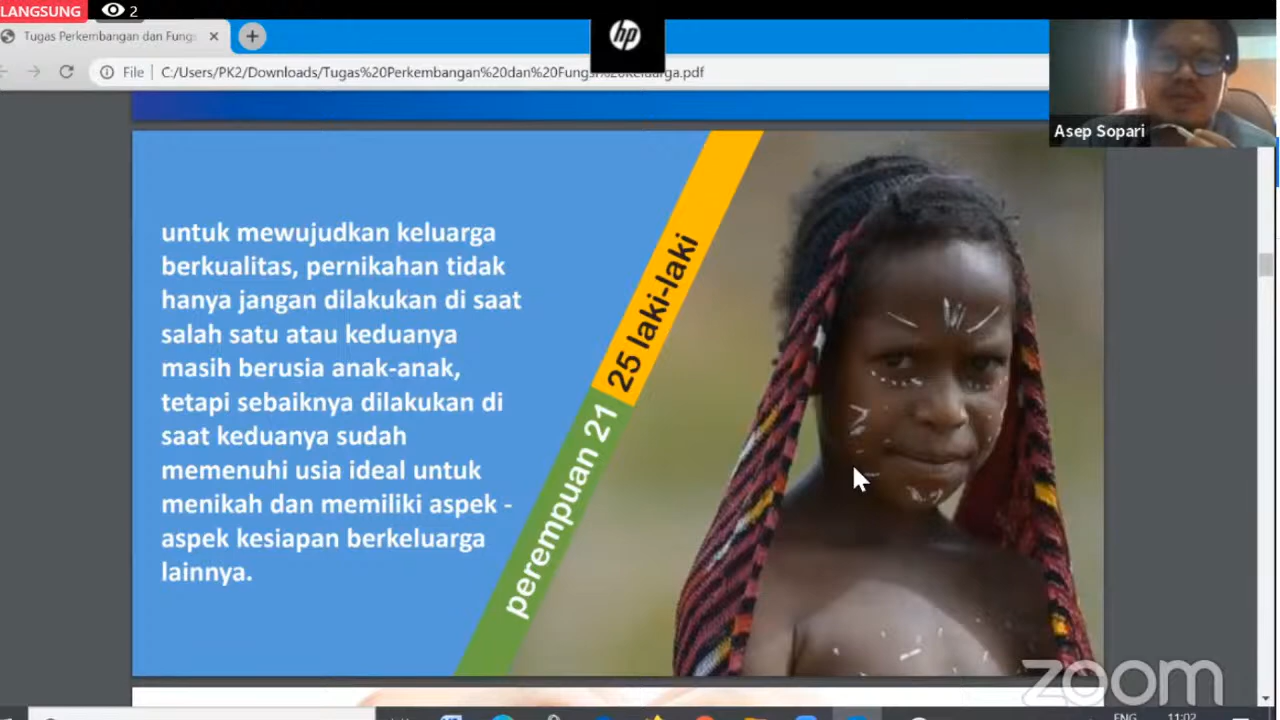 LANGSUNG 2
Tugas Perkembangan dan Fungs
hp
File C:/Users/PK2/Downloads/Tugas%20Perkembangan%20dan%20Fungsi%20Keluarga.pdf
Asep Sopari
untuk mewujudkan keluarga
berkualitas, pernikahan tidak
hanya jangan dilakukan di saat
salah satu atau keduanya
masih berusia anak-anak,
tetapi sebaiknya dilakukan di
saat keduanya sudah
memenuhi usia ideal untuk
menikah dan memiliki aspek -
aspek kesiapan berkeluarga
lainnya.
25 laki-laki
perempuan 21
zoom
ENG 11:02